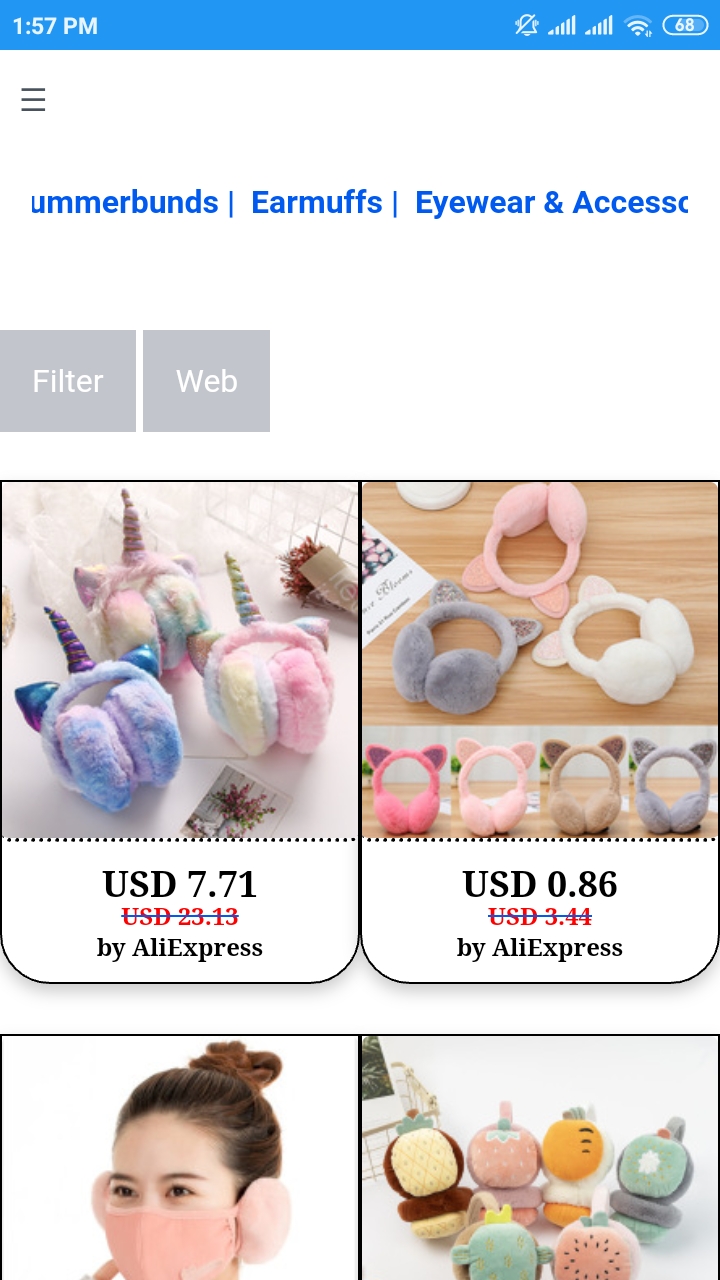 1:57 PM
68
ummerbunds | Earmuffs | Eyewear & Accesso
Filter
Web
USD 7.71
USD 23.13
by AliExpress
USD 0.86
USD 3.44
by AliExpress